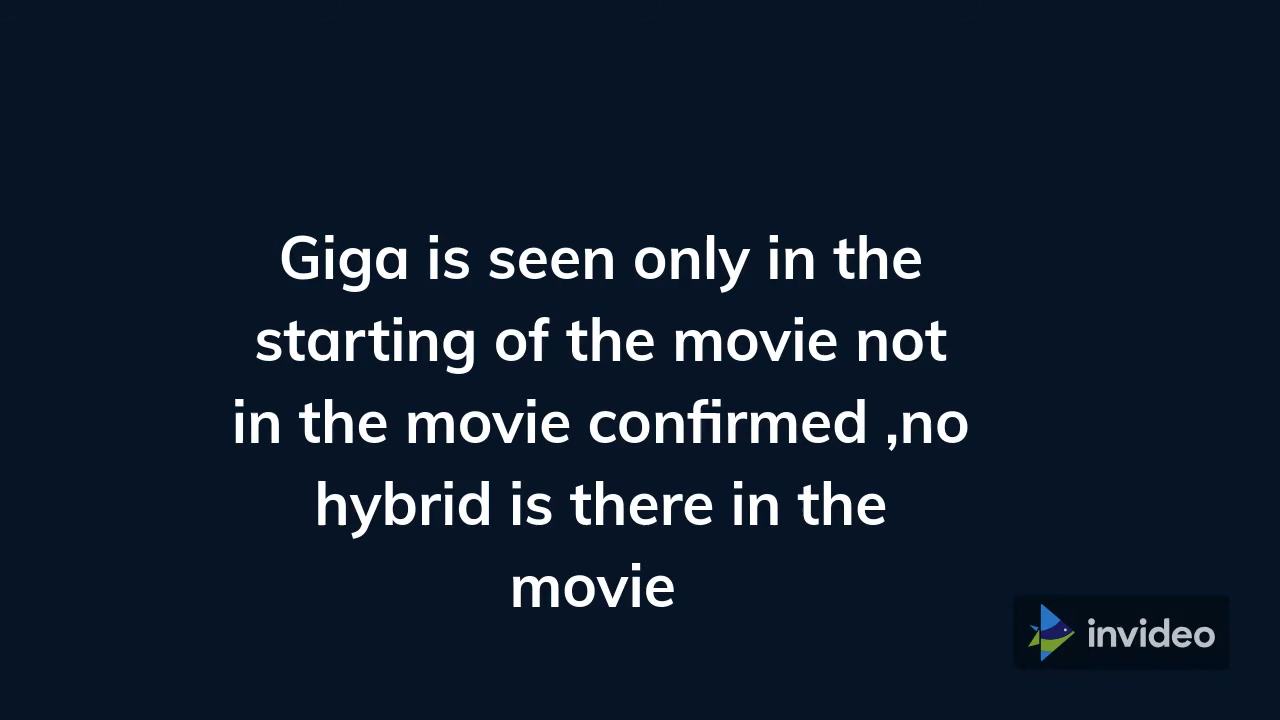 Giga is seen only in the
starting of the movie not
in the movie confirmed ,no
hybrid is there in the
movie
invideo